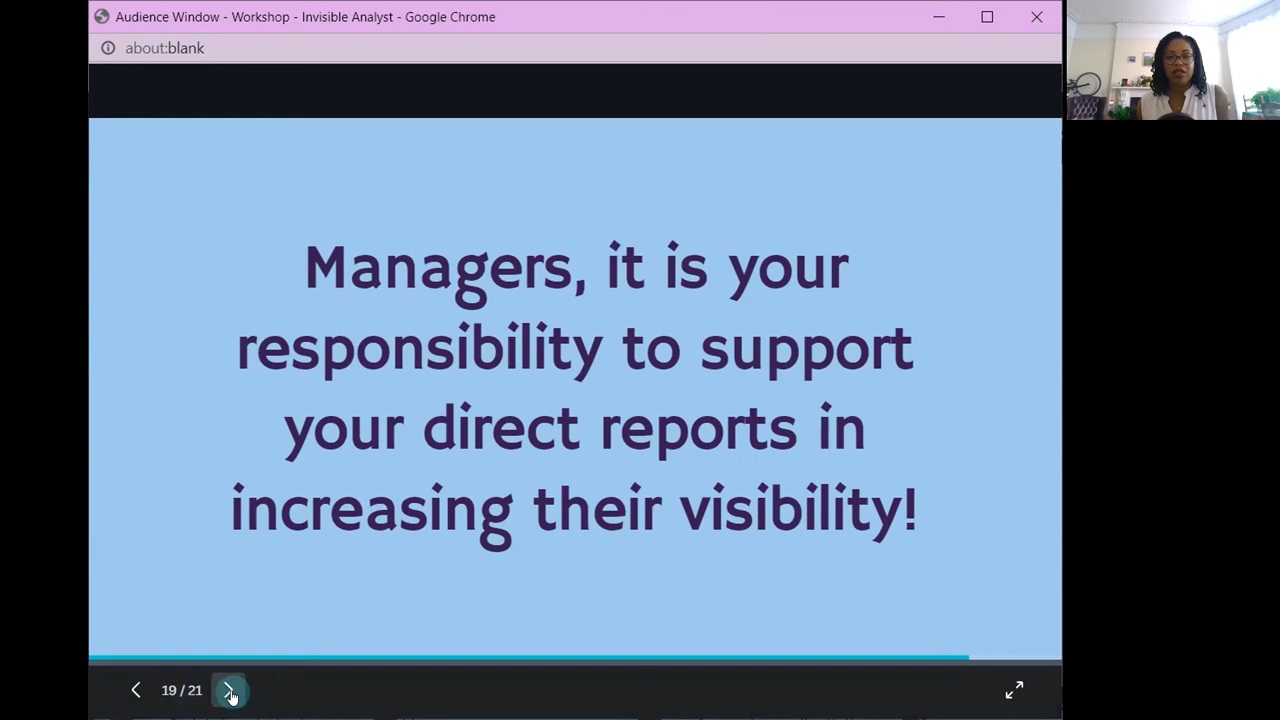 Audience Window - Workshop - Invisible Analyst - Google Chrome
about:blank
Managers, it is your
responsibility to support
your direct reports in
increasing their visibility!
19 / 21